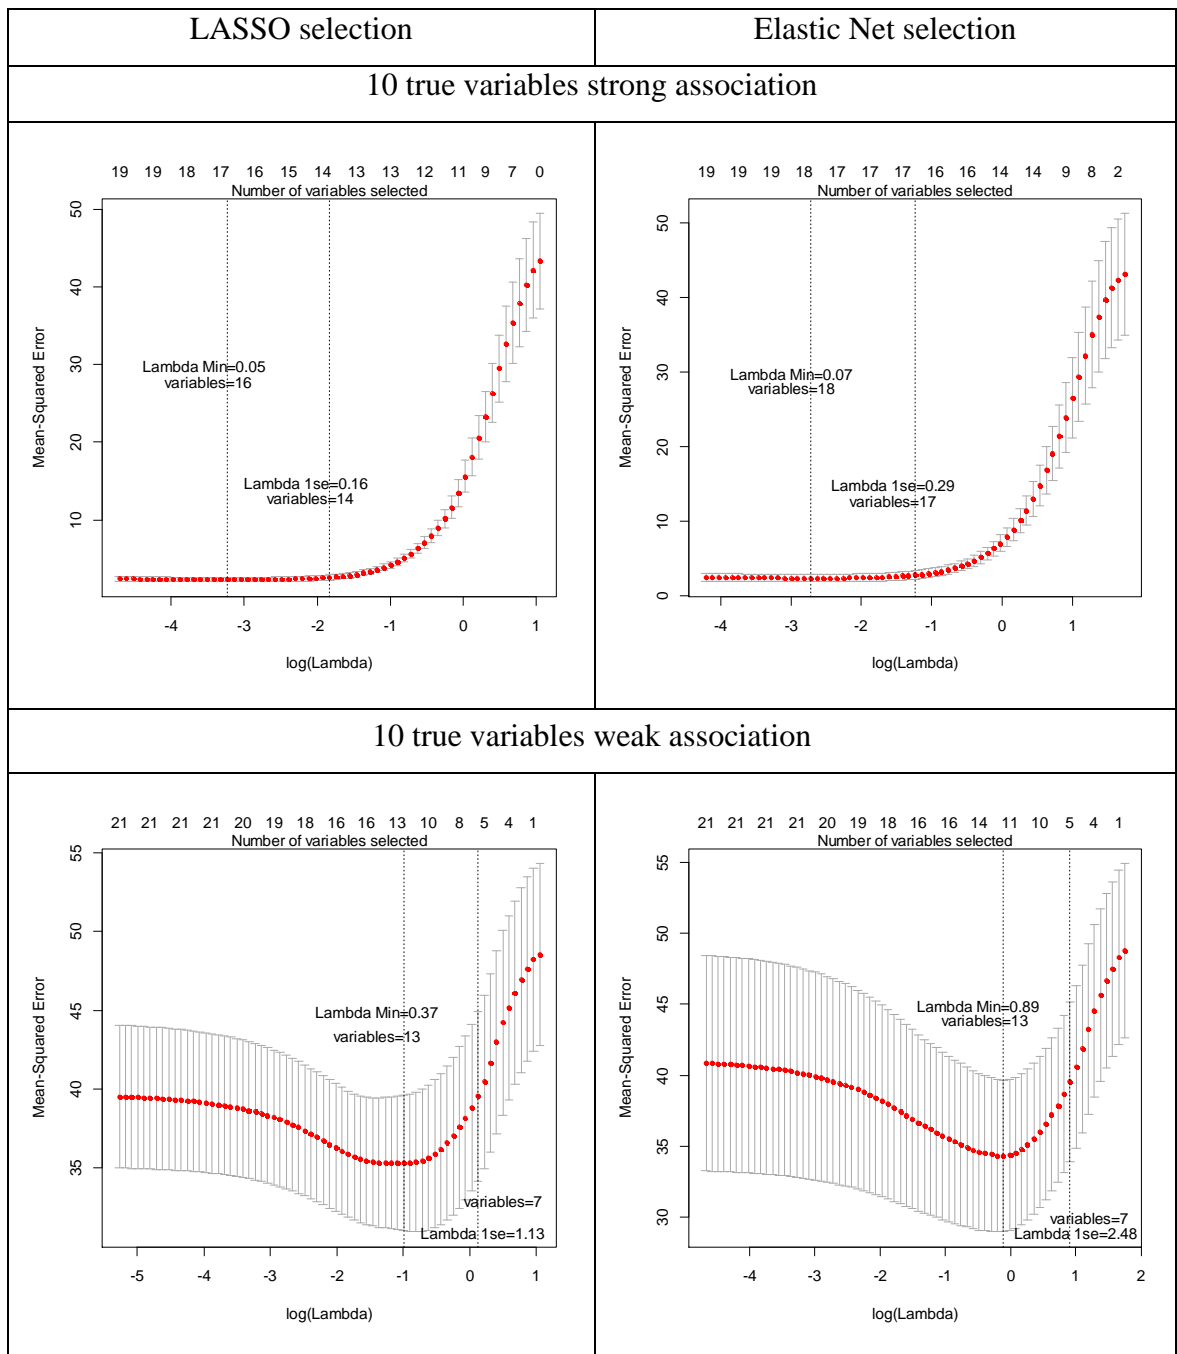 LASSO selection
Elastic Net selection
10 true variables strong association
19 19 18 17 16 15 14 13 13 12 11 9 7 0
Number of variables selected
50
40
30
20
10
Mean-Squared Error
Lambda Min=0.05
variables=16
Lambda 1se=0.16
variables=14
-4 -3 -2 -1 0 1
log(Lambda)
19 19 19 18 17 17 17 16 16 14 14 9 8 2
Number of variables selected
50
40
30
20
10
0
Mean-Squared Error
Lambda Min=0.07
variables=18
Lambda 1se=0.29
variables=17
-4 -3 -2 -1 0 1
log(Lambda)
10 true variables weak association
21 21 21 21 20 19 18 16 16 13 10 8 5 4 1
Number of variables selected
55
50
45
40
35
Mean-Squared Error
Lambda Min=0.37
variables=13
variables=7
Lambda 1se=1.13
-5 -4 -3 -2 -1 0 1
log(Lambda)
21 21 21 21 20 19 18 16 16 14 11 10 5 4 1
Number of variables selected
55
50
45
40
35
30
Mean-Squared Error
Lambda Min=0.89
variables=13
variables=7
Lambda 1se=2.48
-4 -3 -2 -1 0 1 2
log(Lambda)